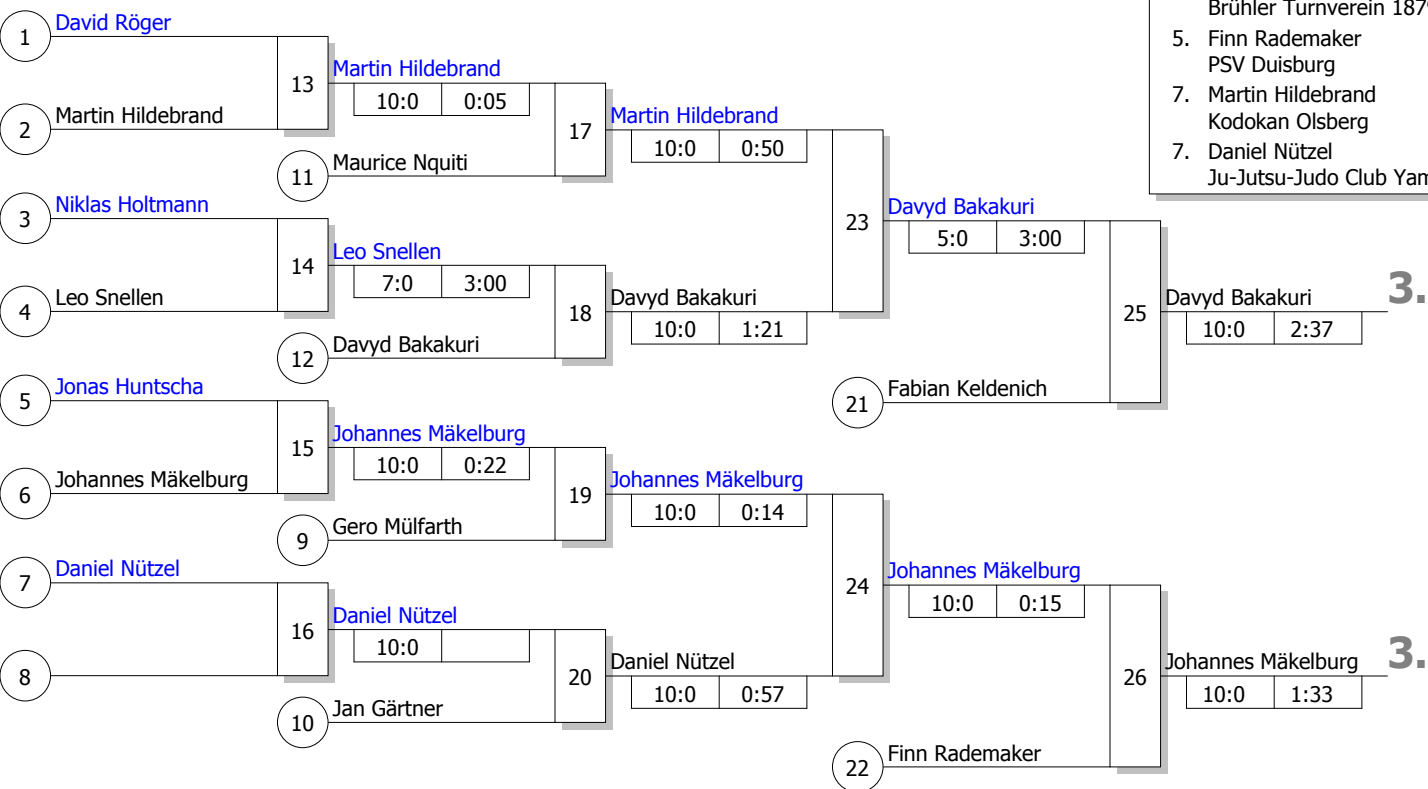 Brühler Turnverein 187
5. Finn Rademaker
PSV Duisburg
7. Martin Hildebrand
Kodokan Olsberg
7. Daniel Nützel
Ju-Jutsu-Judo Club
1 David Röger
13 Martin Hildebrand
10:0 0:05
2 Martin Hildebrand
17 Martin Hildebrand
10:0 0:50
11 Maurice Nquiti
3 Niklas Holtmann
23 Davyd Bakakuri
5:0 3:00
14 Leo Snellen
7:0 3:00
4 Leo Snellen
18 Davyd Bakakuri
10:0 1:21
12 Davyd Bakakuri
25 Davyd Bakakuri 3.
10:0 2:37
5 Jonas Huntscha
21 Fabian Keldenich
15 Johannes Mäkelburg
10:0 0:22
6 Johannes Mäkelburg
19 Johannes Mäkelburg
10:0 0:14
9 Gero Mülfarth
7 Daniel Nützel
24 Johannes Mäkelburg
10:0 0:15
16 Daniel Nützel
10:0
8
20 Daniel Nützel
10:0 0:57
10 Jan Gärtner
26 Johannes Mäkelburg 3.
10:0 1:33
22 Finn Rademaker